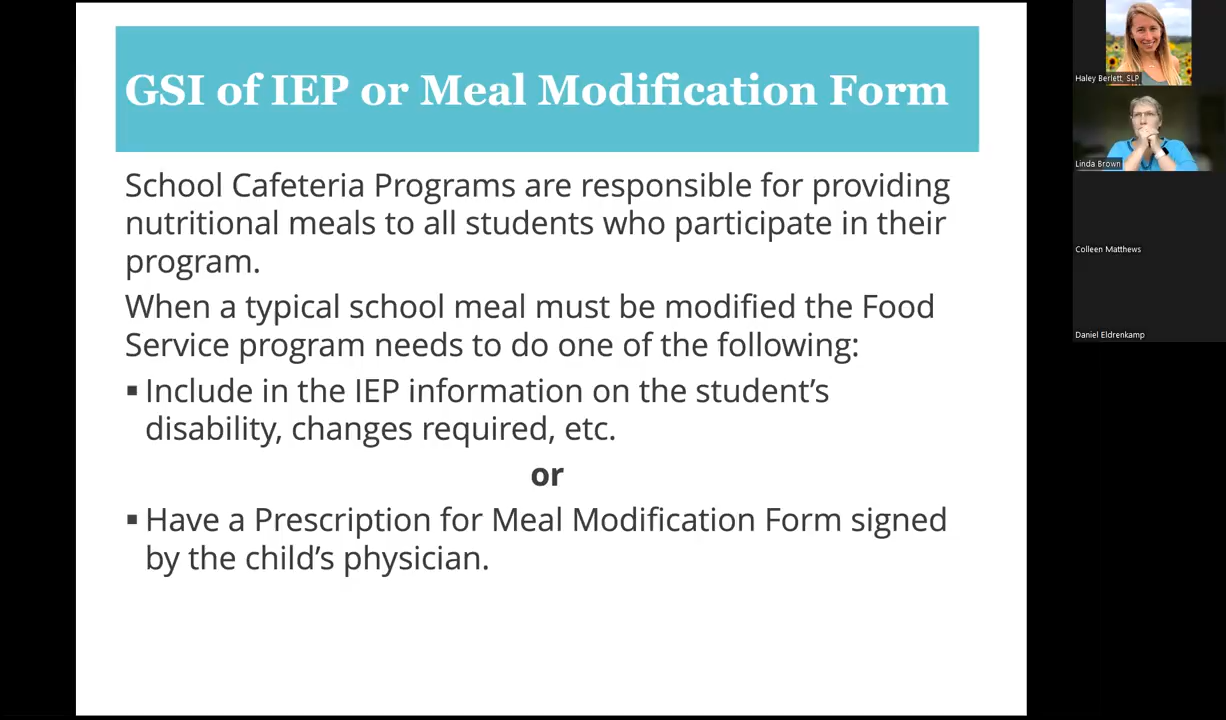 GSI of IEP or Meal Modification Form
School Cafeteria Programs are responsible for providing
nutritional meals to all students who participate in their
program.
When a typical school meal must be modified the Food
Service program needs to do one of the following:
▪ Include in the IEP information on the student’s
disability, changes required, etc.
or
▪ Have a Prescription for Meal Modification Form signed
by the child’s physician.
Haley Berlett, SLP
Linda Brown
Colleen Matthews
Daniel Eldrenkamp